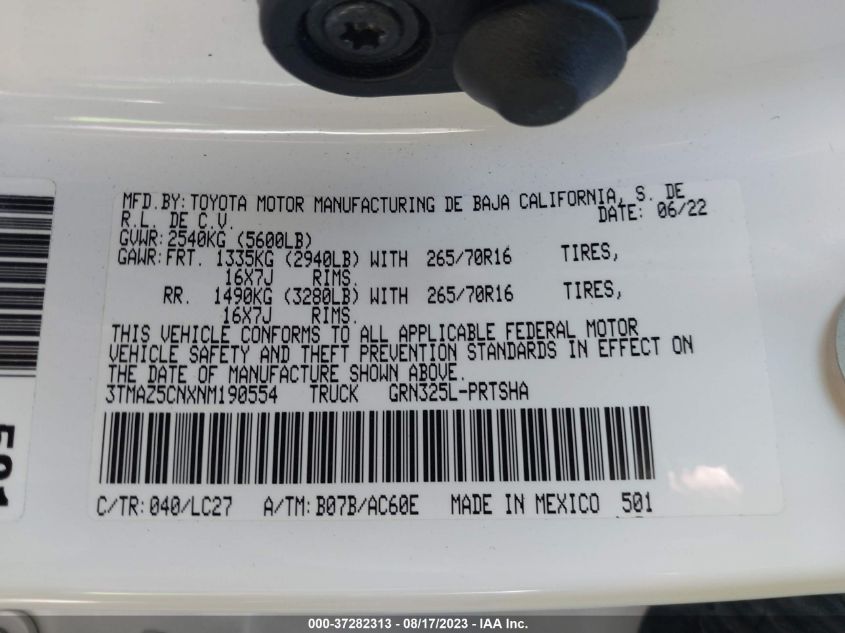 MFD.BY: TOYOTA MOTOR MANUFACTURING DE BAJA CALIFORNIA, S. DE
R.L. DE C.V. DATE: 06/22
GVWR: 2540KG (5600LB)
GAWR: FRT. 1335KG (2940LB) WITH 265/70R16 TIRES,
16X7J RIMS.
RR. 1490KG (3280LB) WITH 265/70R16 TIRES,
16X7J RIMS.
THIS VEHICLE CONFORMS TO ALL APPLICABLE FEDERAL MOTOR
VEHICLE SAFETY AND THEFT PREVENTION STANDARDS IN EFFECT ON
THE DATE OF MANUFACTURE SHOWN ABOVE.
3TMAZ5CNXNM190554 TRUCK GRN325L-PRTSHA
C/TR: 040/LC27 A/TM: B07B/AC60E MADE IN MEXICO 501
000-37282313 - 08/17/2023 - PPA - IAA Inc.